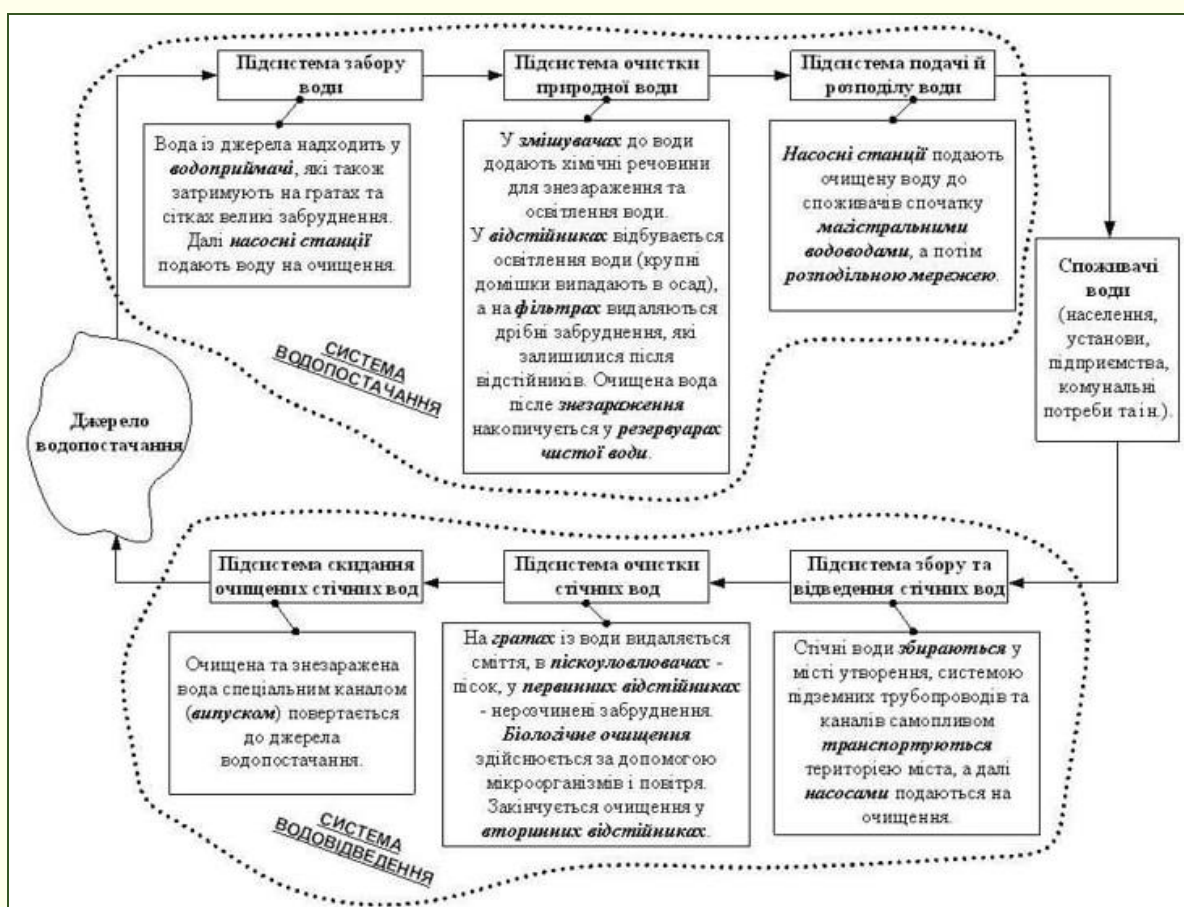 Підсистема забору
води
Підсистема очистки
природної води
Підсистема подачі й
розподілу води
Вода із джерела надходить у
водоприймачі, які також
затримують на гратах та
сітках великі забруднення.
Далі насосні станції
подають воду на очищення.
У змішувачах до води
додають хімічні речовини
для знезараження та
освітлення води.
У відстійниках відбувається
освітлення води (крупні
домішки випадають в осад),
а на фільтрах видаляються
дрібні забруднення, які
залишилися після
відстійників. Очищена вода
після знезараження
накопичується у резервуарах
чистої води.
Насосні станції подають
очищену воду до
споживачів спочатку
магістральними
водоводами, а потім
розподільною мережею.
Споживачі
води
(населення,
установи,
підприємства,
комунальні
потреби та ін.).
СИСТЕМА
ВОДОПОСТАЧАННЯ
Джерело
водопостачання
Підсистема скидання
очищених стічних вод
Підсистема очистки
стічних вод
Підсистема збору та
відведення стічних вод
Очищена та знезаражена
вода спеціальним каналом
(випуском) повертається
до джерела
водопостачання.
На гратах із води видаляється
сміття, в піскоуловлювачах -
пісок, у первинних відстійниках
- нерозчинені забруднення.
Біологічне очищення
здійснюється за допомогою
мікроорганізмів і повітря.
Закінчується очищення у
вторинних відстійниках.
Стічні води збираються у
місті утворення, системою
підземних трубопроводів та
каналів самопливом
транспортуються
територією міста, а далі
насосами подаються на
очищення.
СИСТЕМА
ВОДОВІДВЕДЕННЯ